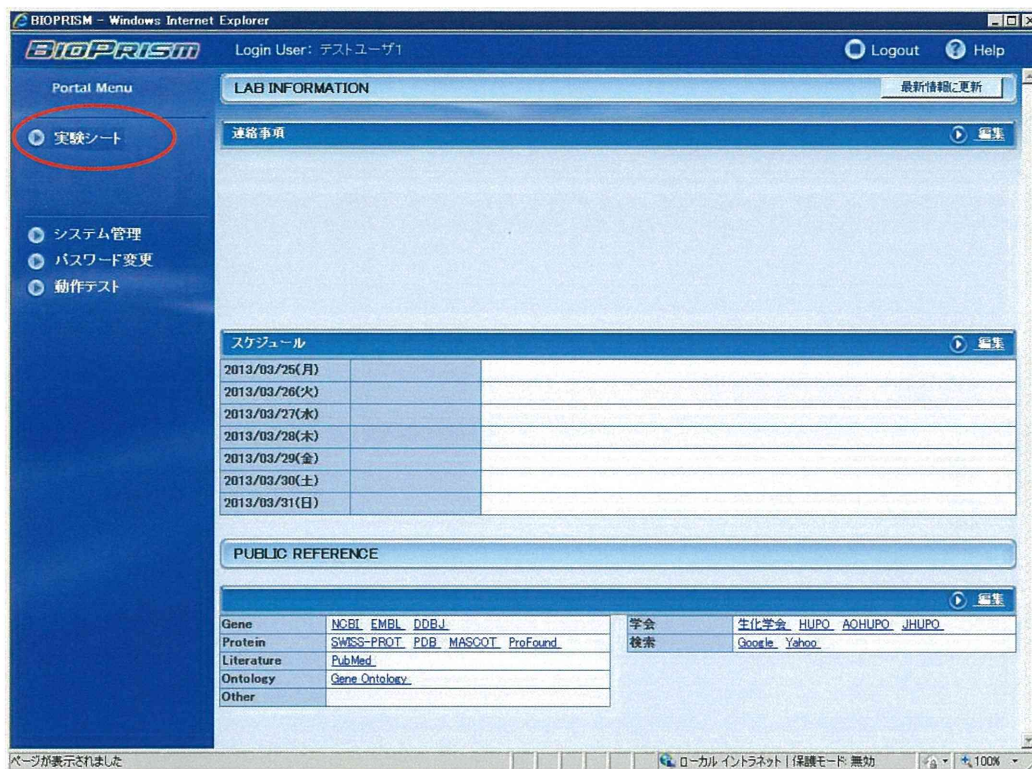 BIOPRISM - Windows Internet Explorer
BIOPRISM Login User: テストユーザ1 Logout Help
Portal Menu
実験シート
システム管理
パスワード変更
動作テスト
LAB INFORMATION 最新情報に更新
連絡事項 編集
スケジュール 編集
2013/03/25(月)
2013/03/26(火)
2013/03/27(水)
2013/03/28(木)
2013/03/29(金)
2013/03/30(土)
2013/03/31(日)
PUBLIC REFERENCE
編集
Gene NCBI EMBL DDBJ 学会 生化学会 HUPO AOHUPO JHUPO
Protein SWISS-PROT PDB MASCOT ProFound 検索 Google Yahoo
Literature PubMed
Ontology Gene Ontology
Other
ページが表示されました ローカル イントラネット | 保護モード: 無効 100%